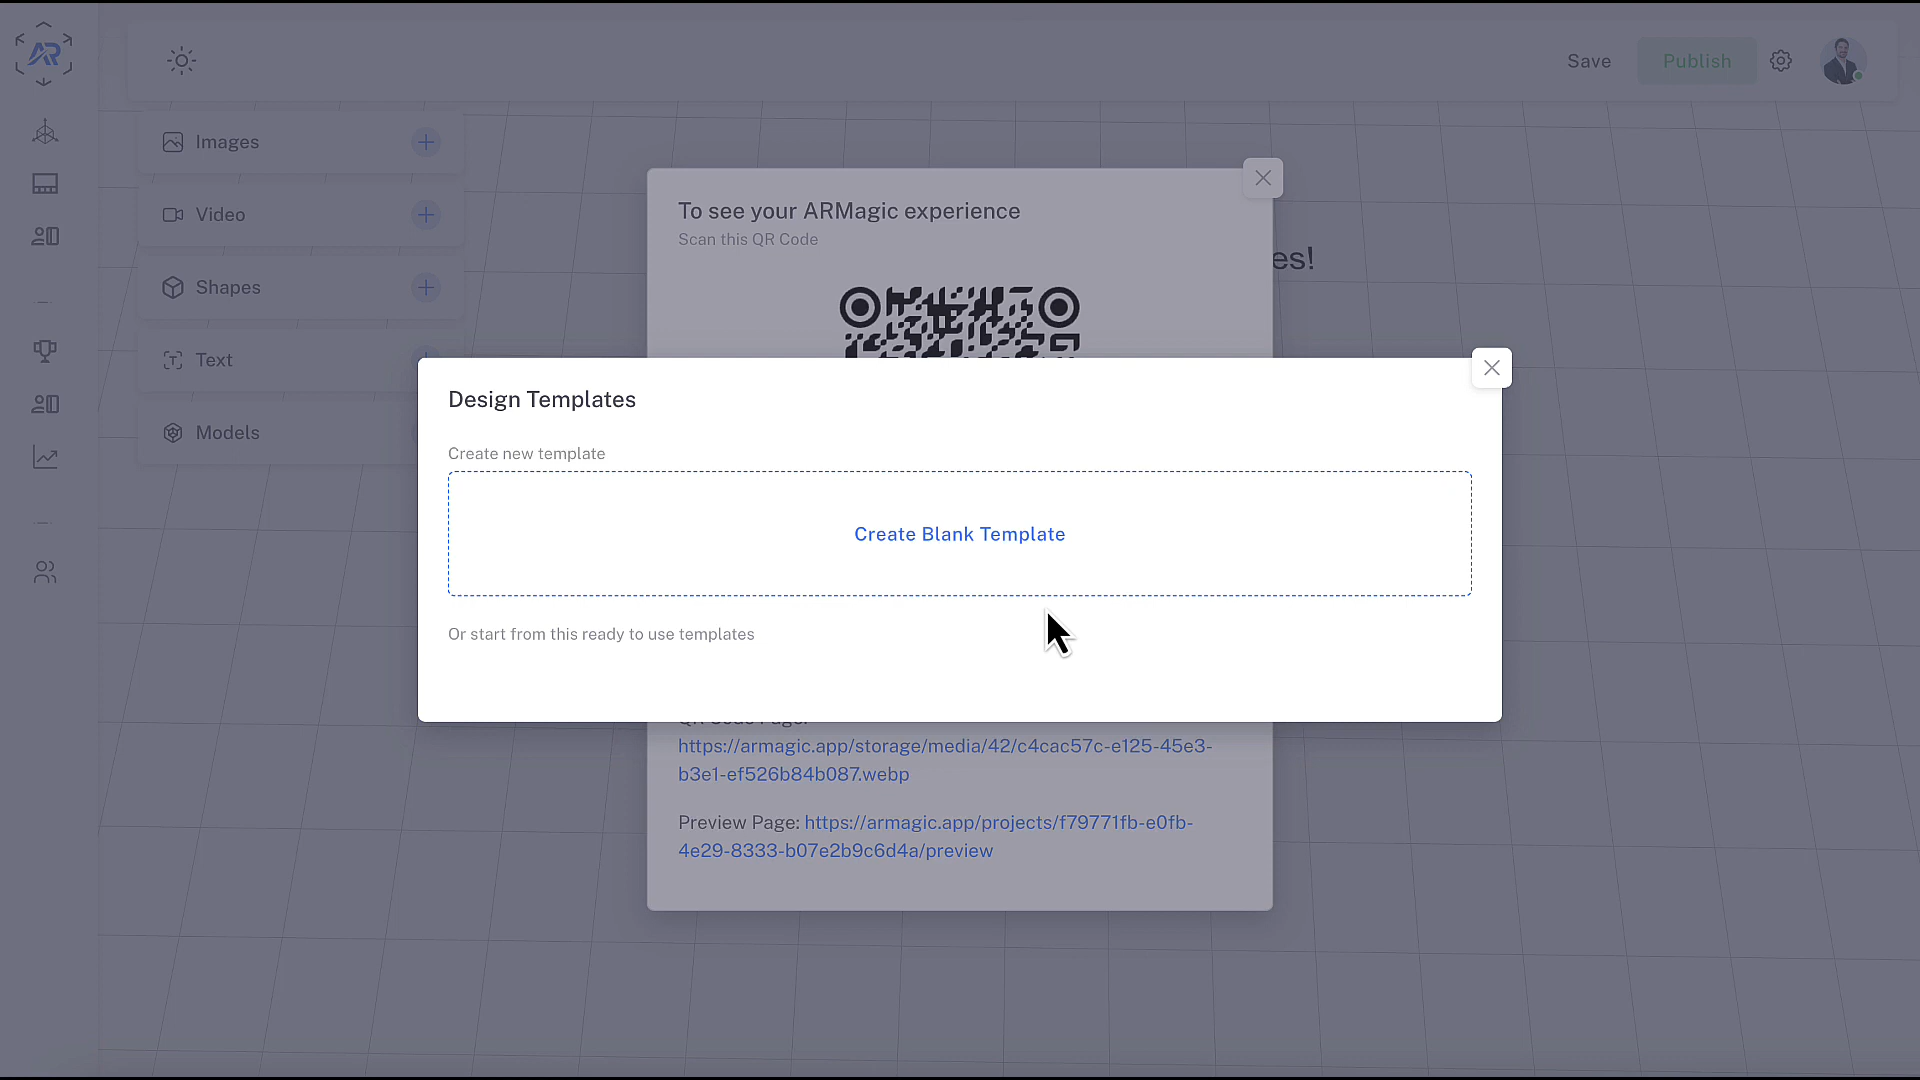 AR
Save
Publish
Images
Video
Shapes
Text
Models
To see your ARMagic experience
Scan this QR Code
es!
Design Templates
Create new template
Create Blank Template
Or start from this ready to use templates
https://armagic.app/storage/media/42/c4cac57c-e125-45e3-
b3e1-ef526b84b087.webp
Preview Page: https://armagic.app/projects/f79771fb-e0fb-
4e29-8333-b07e2b9c6d4a/preview